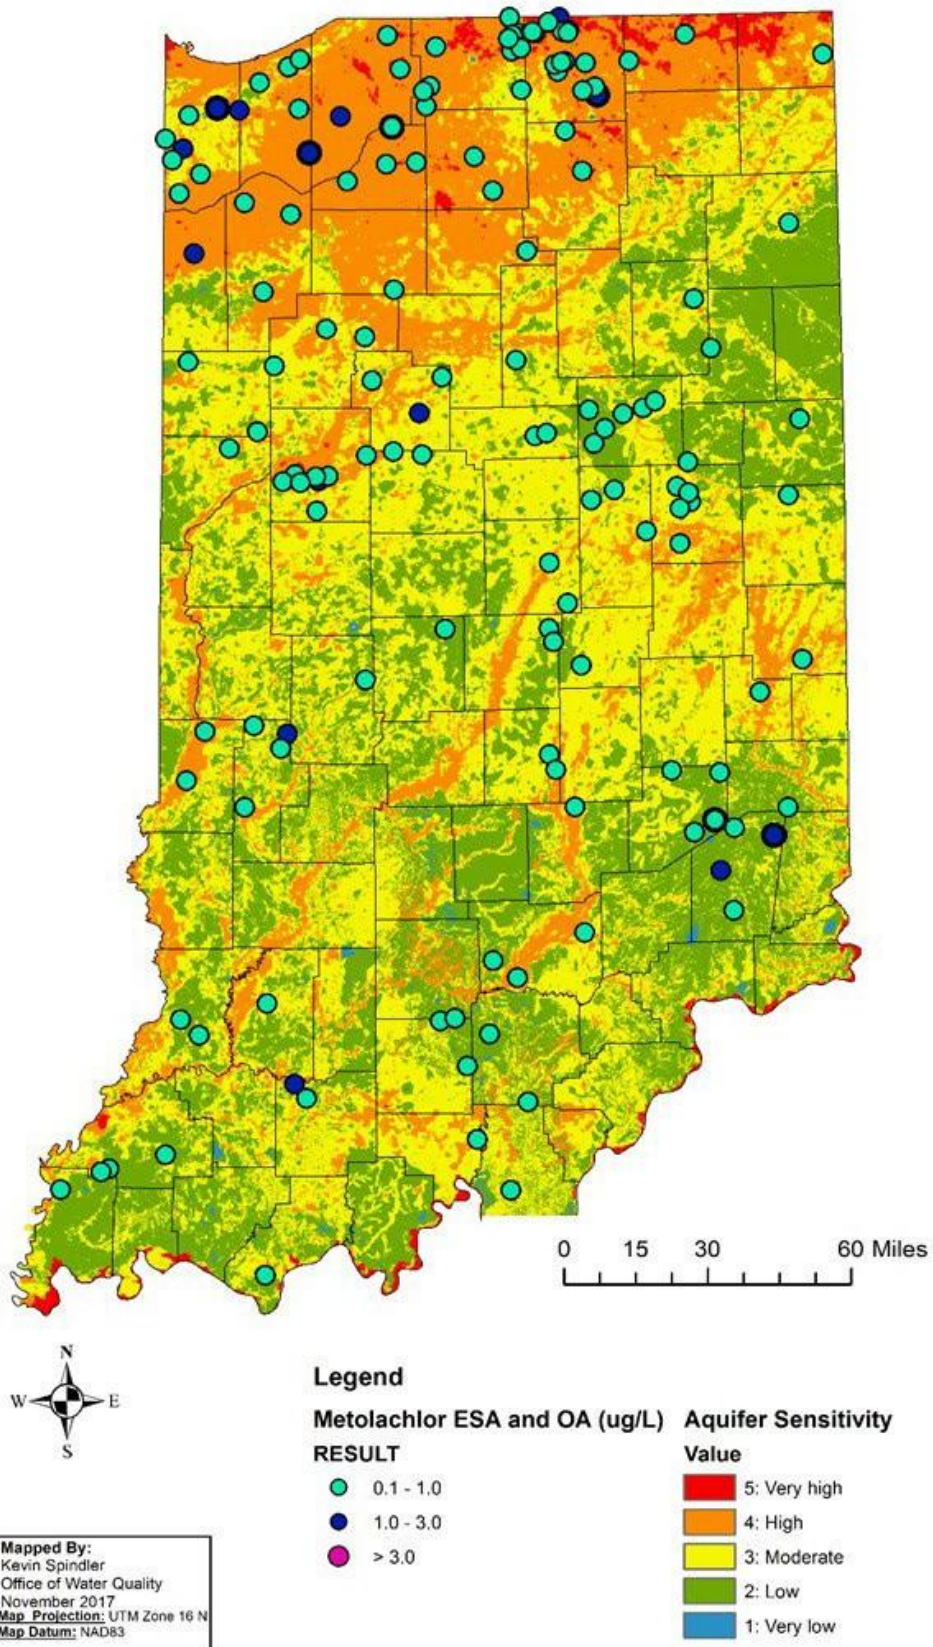 0 15 30 60 Miles
N
W E
S
Legend
Metolachlor ESA and OA (ug/L)
RESULT
0.1 - 1.0
1.0 - 3.0
> 3.0
Aquifer Sensitivity
Value
5: Very high
4: High
3: Moderate
2: Low
1: Very low
Mapped By:
Kevin Spindler
Office of Water Quality
November 2017
Map Projection: UTM Zone 16 N
Map Datum: NAD83